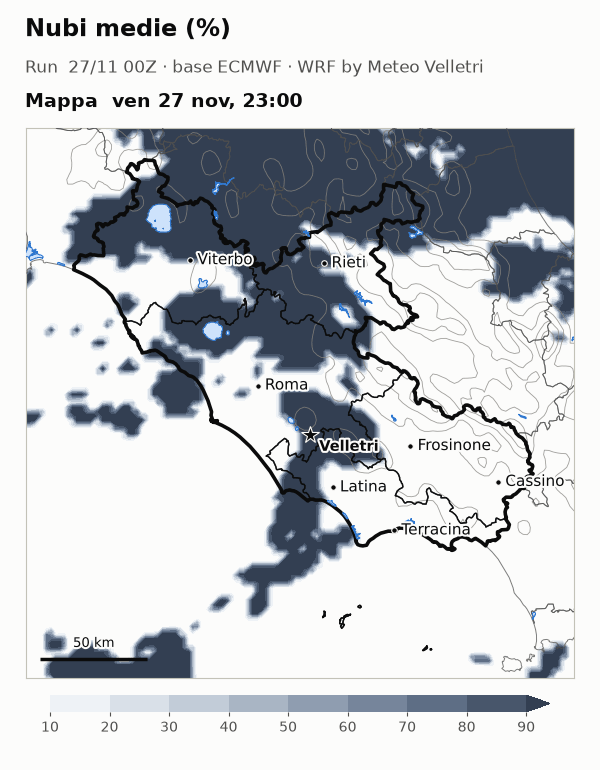 Nubi medie (%)
Run  27/11 00Z · base ECMWF · WRF by Meteo Velletri
Mappa  ven 27 nov, 23:00
Viterbo
Rieti
Roma
Velletri
Frosinone
Latina
Cassino
Terracina
50 km
10 20 30 40 50 60 70 80 90